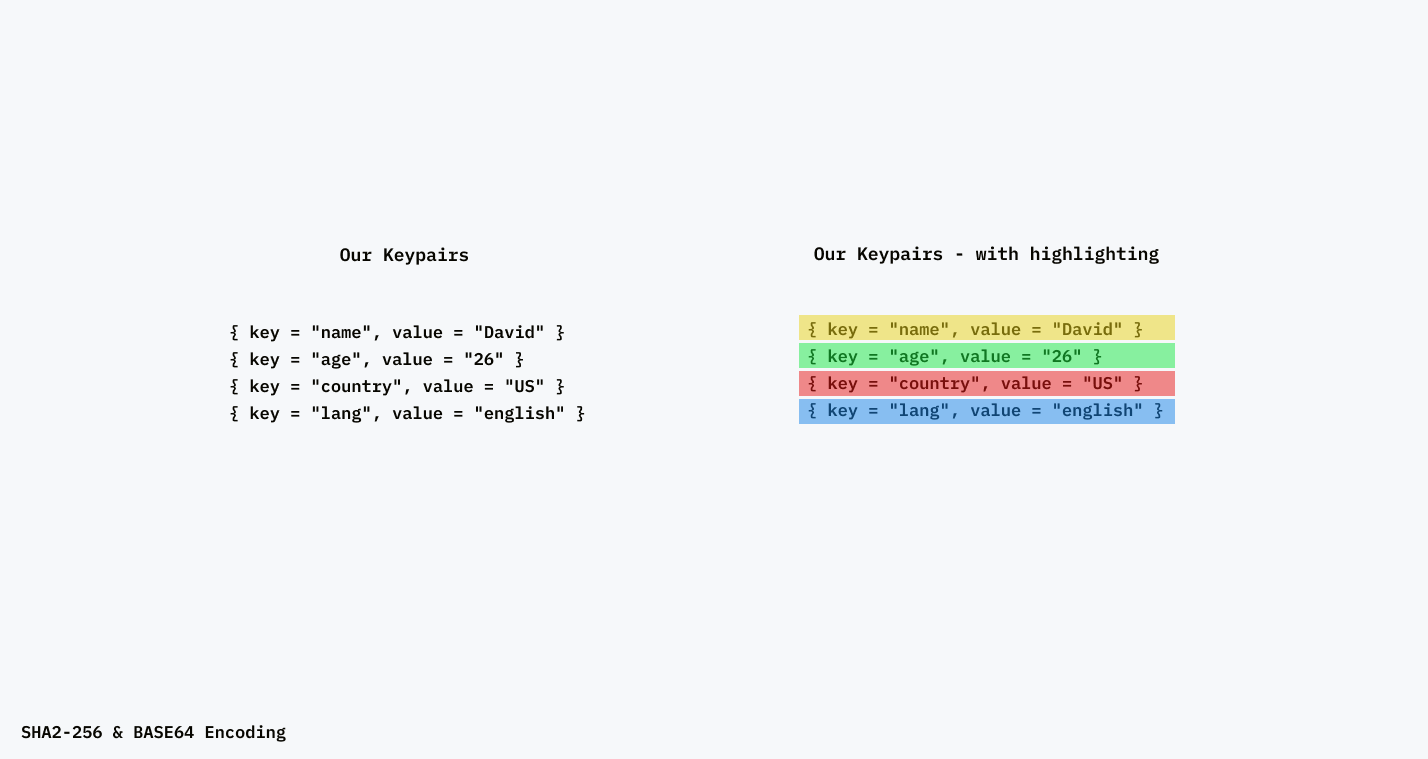 Our Keypairs
{ key = "name", value = "David" }
{ key = "age", value = "26" }
{ key = "country", value = "US" }
{ key = "lang", value = "english" }
Our Keypairs - with highlighting
{ key = "name", value = "David" }
{ key = "age", value = "26" }
{ key = "country", value = "US" }
{ key = "lang", value = "english" }
SHA2-256 & BASE64 Encoding